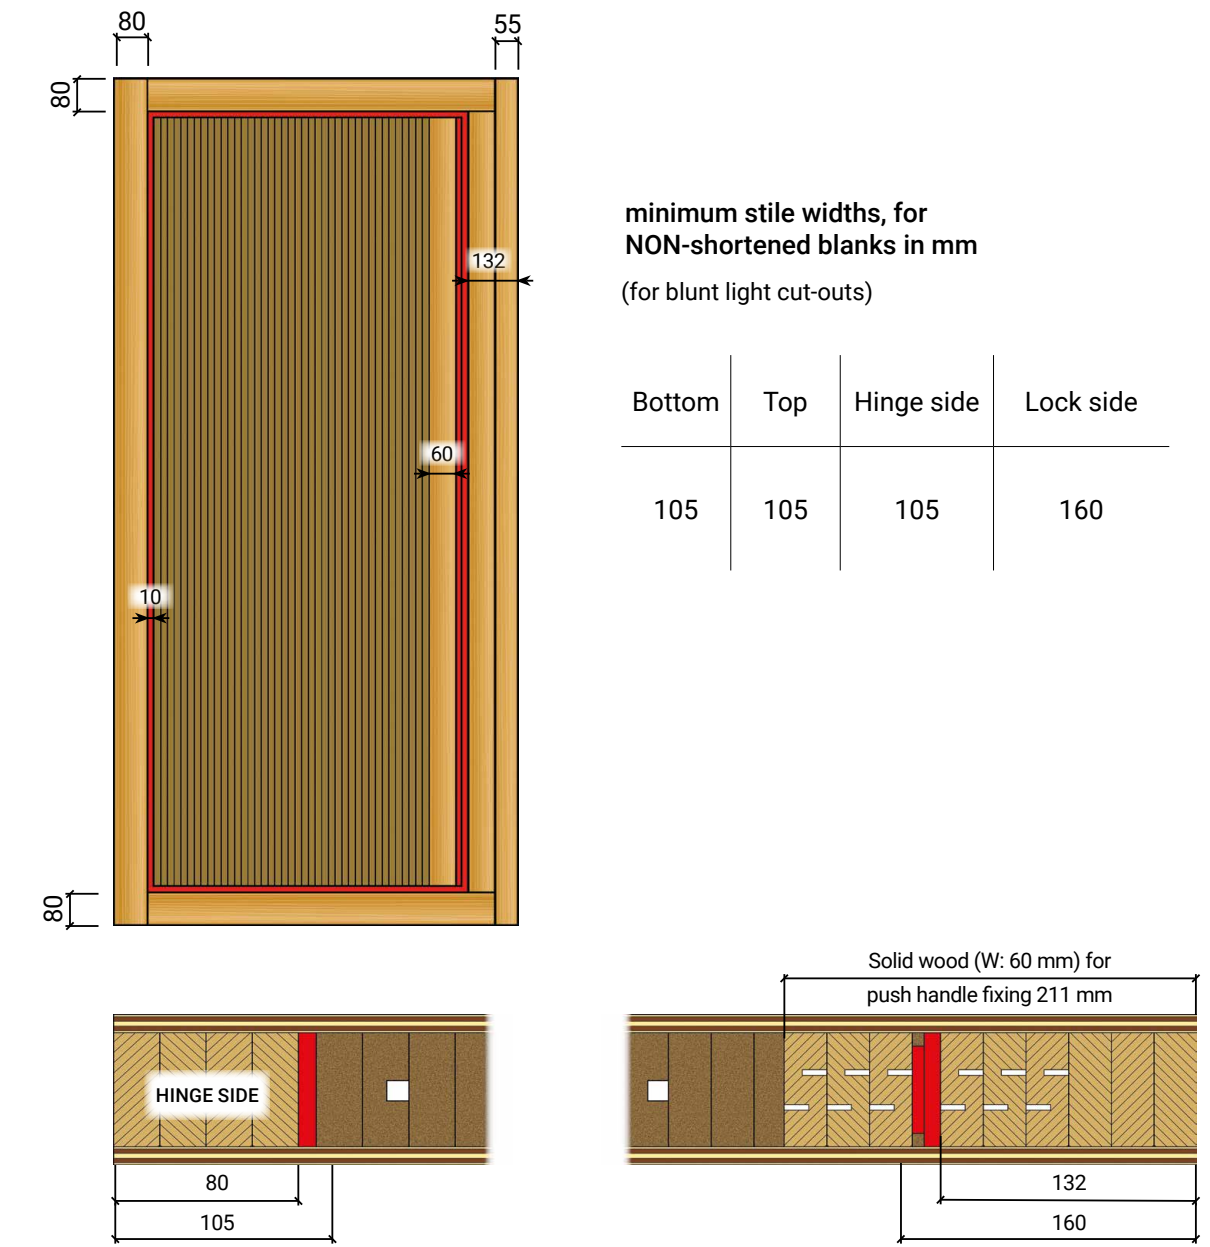 80
55
80
minimum stile widths, for
NON-shortened blanks in mm
132
(for blunt light cut-outs)
Bottom Top Hinge side Lock side
60
105 105 105 160
10
80
Solid wood (W: 60 mm) for
push handle fixing 211 mm
HINGE SIDE
80
132
105
160